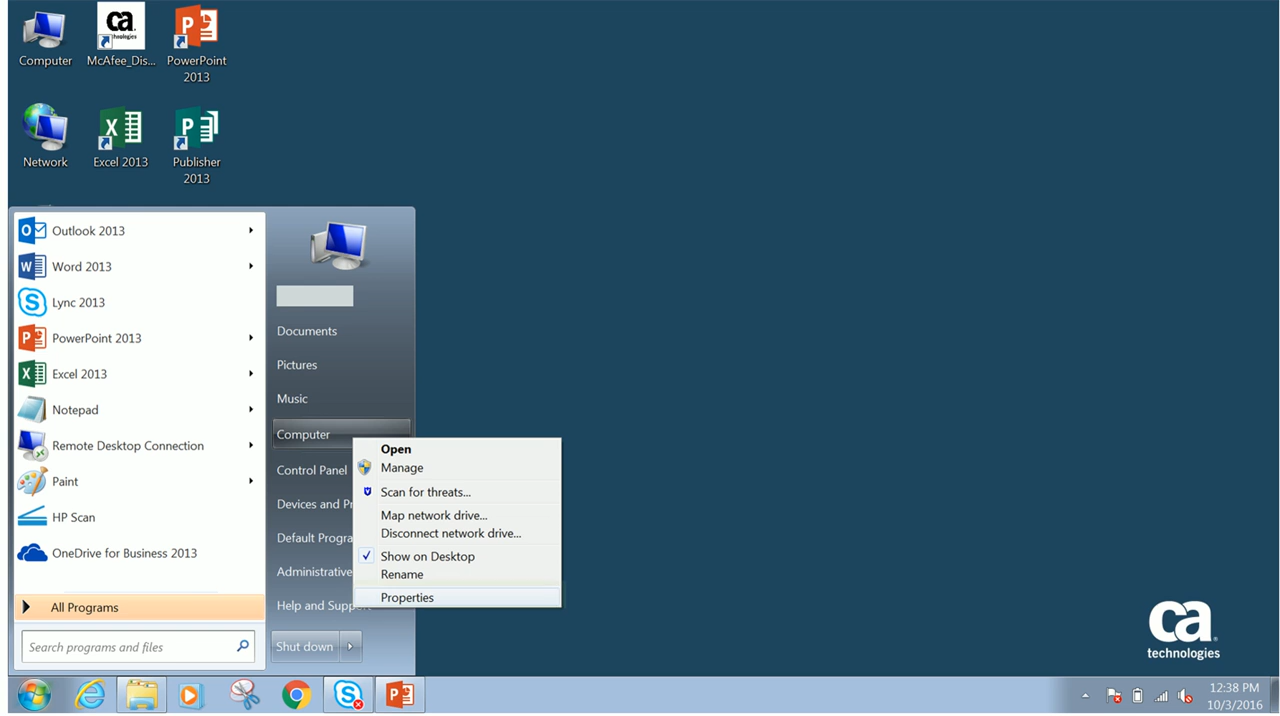 Computer
McAfee_Dis...
PowerPoint
2013
Network
Excel 2013
Publisher
2013
Outlook 2013
Word 2013
Lync 2013
PowerPoint 2013
Excel 2013
Notepad
Remote Desktop Connection
Paint
HP Scan
OneDrive for Business 2013
All Programs
Search programs and files
Documents
Pictures
Music
Computer
Control Panel
Devices and Pr
Default Progra
Administrative
Help and Suppo
Shut down
Open
Manage
Scan for threats...
Map network drive...
Disconnect network drive...
Show on Desktop
Rename
Properties
ca
technologies
12:38 PM
10/3/2016